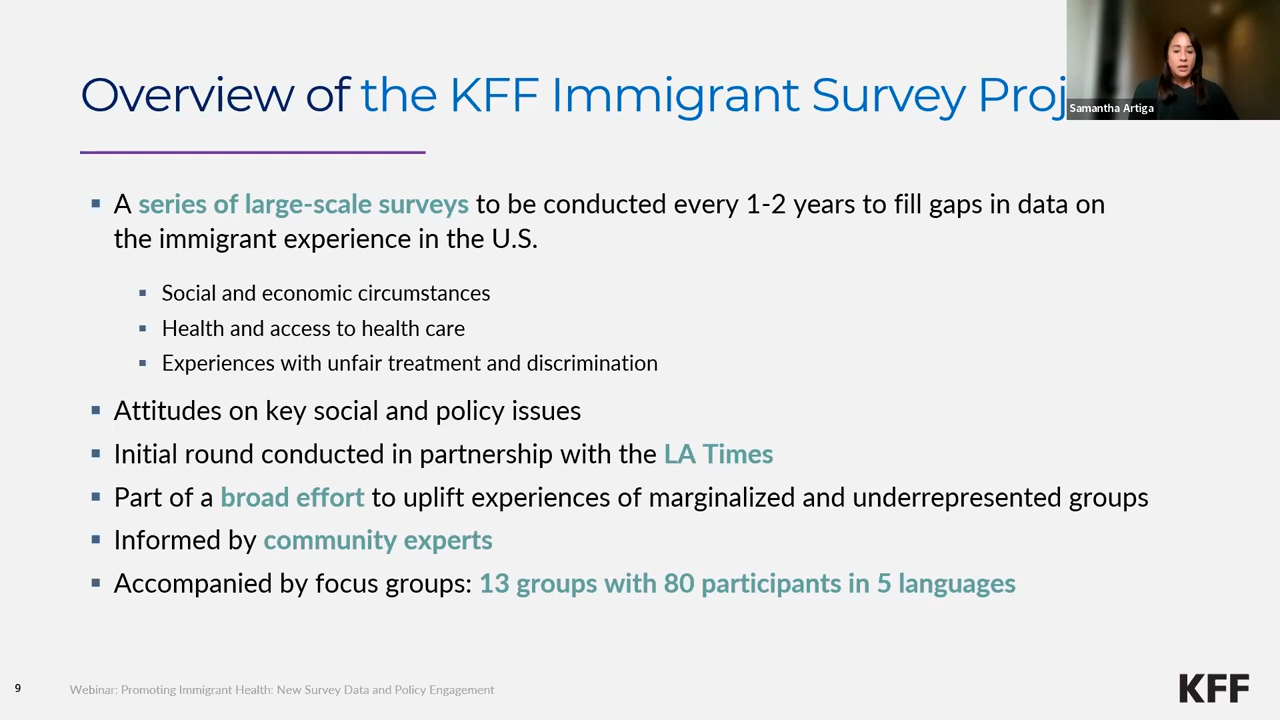 Overview of the KFF Immigrant Survey Proj
Samantha Artiga
▪ A series of large-scale surveys to be conducted every 1-2 years to fill gaps in data on
the immigrant experience in the U.S.
▪ Social and economic circumstances
▪ Health and access to health care
▪ Experiences with unfair treatment and discrimination
▪ Attitudes on key social and policy issues
▪ Initial round conducted in partnership with the LA Times
▪ Part of a broad effort to uplift experiences of marginalized and underrepresented groups
▪ Informed by community experts
▪ Accompanied by focus groups: 13 groups with 80 participants in 5 languages
9 Webinar: Promoting Immigrant Health: New Survey Data and Policy Engagement
KFF